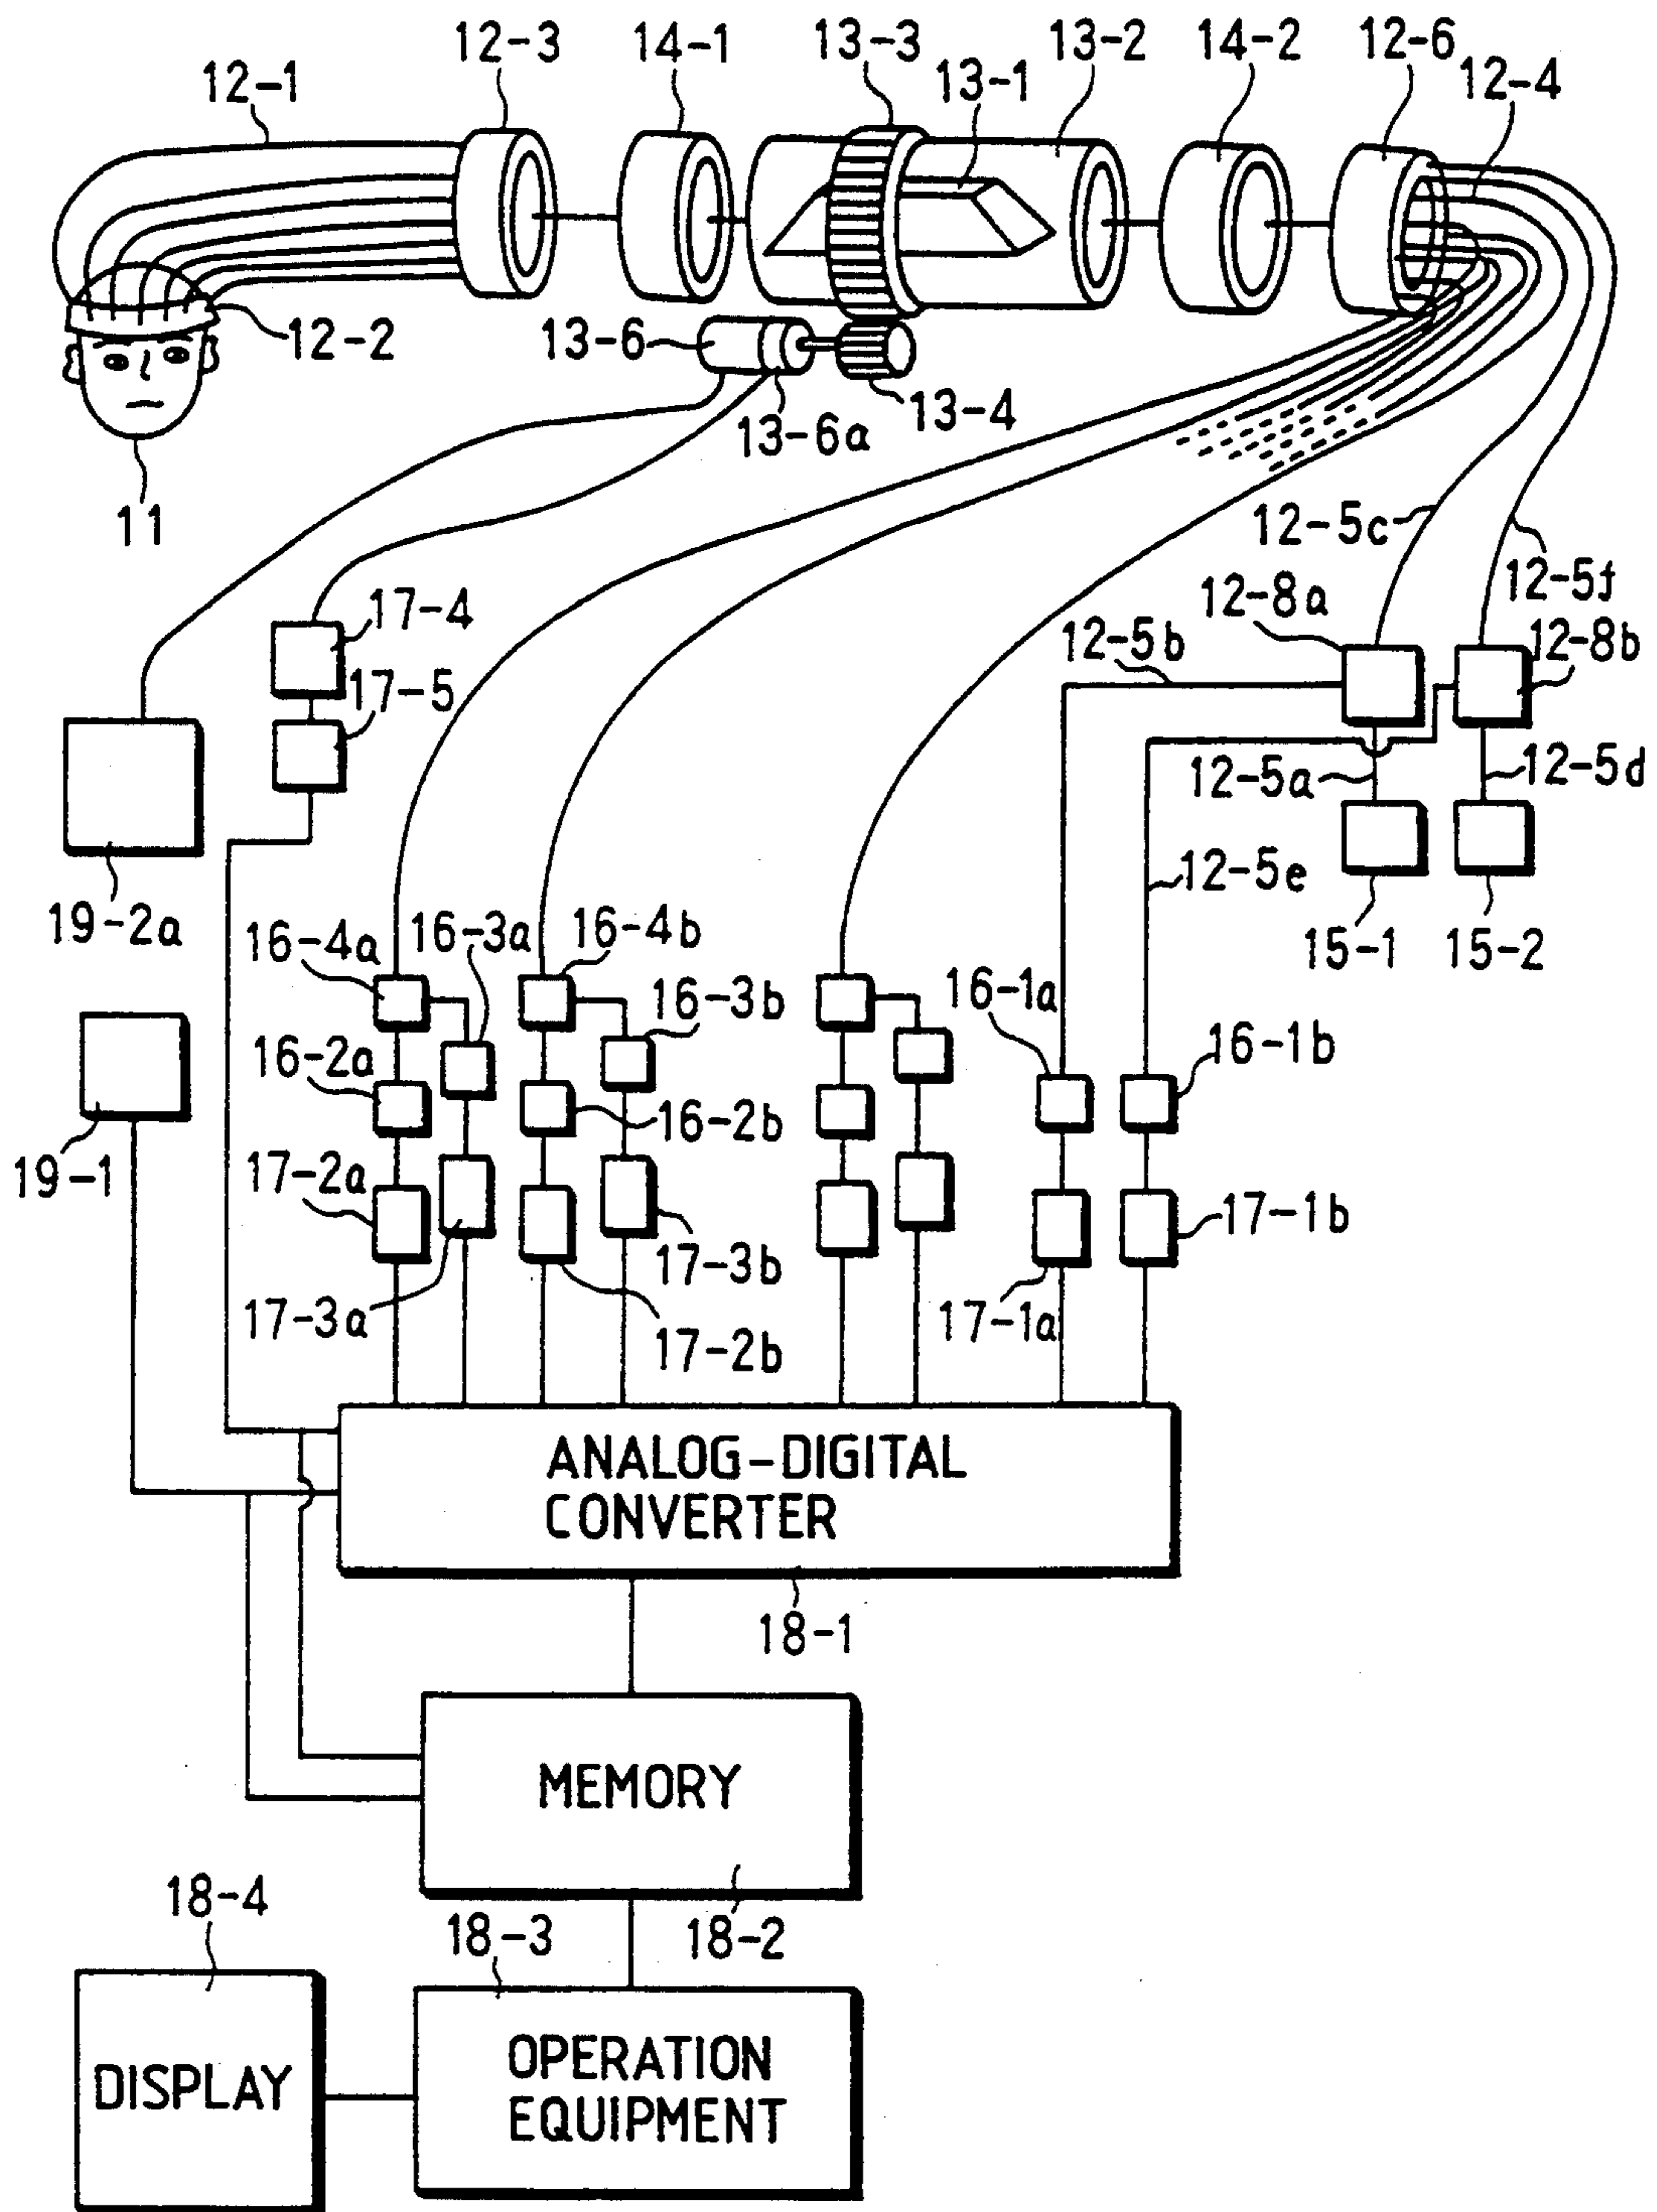 12-3
14-1
13-3
13-2
14-2
12-6
12-1
13-1
12-4
12-2
13-6
13-4
13-6a
11
12-5c
12-5f
17-4
12-8a
12-5b
12-8b
17-5
12-5a
12-5d
12-5e
19-2a
16-4a
16-3a
16-4b
15-1
15-2
16-3b
16-1a
16-2a
16-1b
16-2b
19-1
17-2a
17-1b
17-3b
17-3a
17-1a
17-2b
ANALOG-DIGITAL
CONVERTER
18-1
MEMORY
18-4
18-3
18-2
OPERATION
EQUIPMENT
DISPLAY